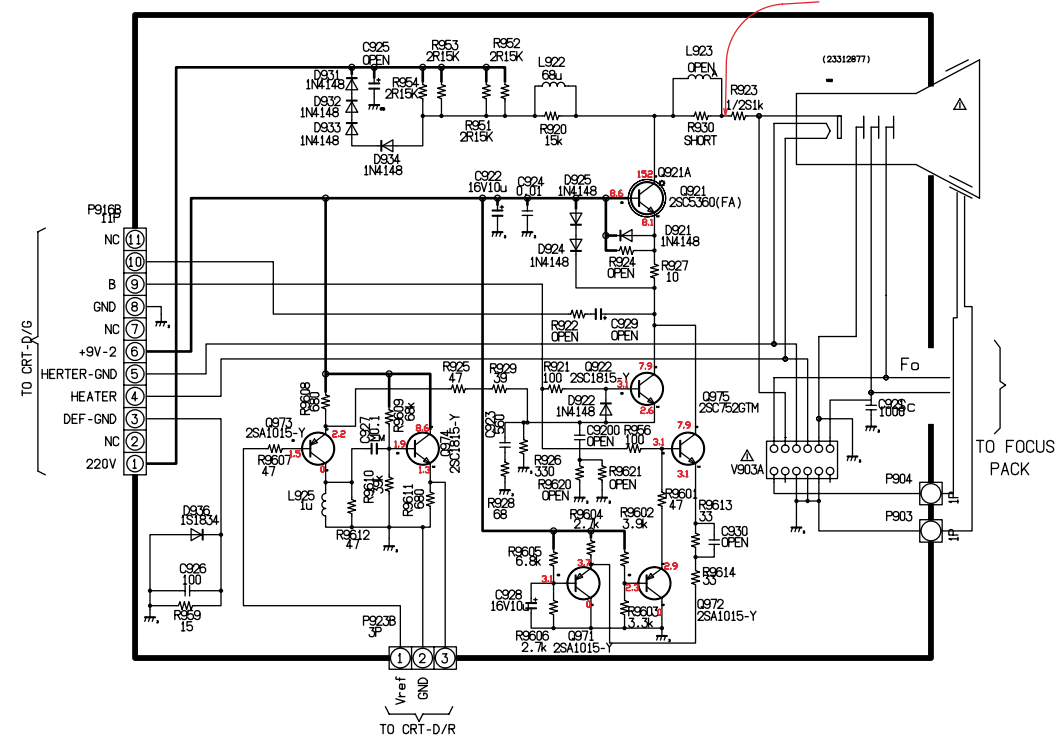 C925
OPEN
R953
2R15K
R952
2R15K
L922
68u
L923
OPEN
(23312877)
D931
1N4148
R954
2R15K
D932
1N4148
D933
1N4148
R951
2R15K
R920
15k
R930
SHORT
R923
1/2S1k
D934
1N4148
C922
16V10u
C924
0.01
D925
1N4148
152
Q921A
8.6
Q921
2SC5360(FA)
8.1
D921
1N4148
D924
1N4148
R924
OPEN
R927
10
P916B
11P
NC 11
10
B 9
GND 8
NC 7
+9V-2 6
HERTER-GND 5
HEATER 4
DEF-GND 3
NC 2
220V 1
TO CRT-D/G
R922
OPEN
C929
OPEN
R925
47
R929
39
R921
100
Q922
2SC1815-Y
7.9
3.1
2.6
D922
1N4148
Q975
2SC752GTM
7.9
3.1
3.1
Fo
C921
1000
TO FOCUS
PACK
R9608
680
Q973
2SA1015-Y
2.2
1.5
0
R9607
47
C927
R9609
68k
8.6
1.9
1.3
Q974
2SC1815-Y
C923
R926
330
C9200
OPEN
R956
100
R9620
OPEN
R9621
OPEN
R928
68
L925
1u
R9610
R9611
680
R9612
47
V903A
P904
1P
P903
1P
R9601
47
R9613
33
C930
OPEN
R9614
33
R9604
2.7k
R9602
3.9k
R9605
6.8k
3.7
3.1
0
2.9
2.3
0
C928
16V10u
R9603
3.3k
Q972
2SA1015-Y
R9606
2.7k
Q971
2SA1015-Y
D936
1S1834
C926
100
R959
15
P923B
3P
1 2 3
Vref
GND
TO CRT-D/R